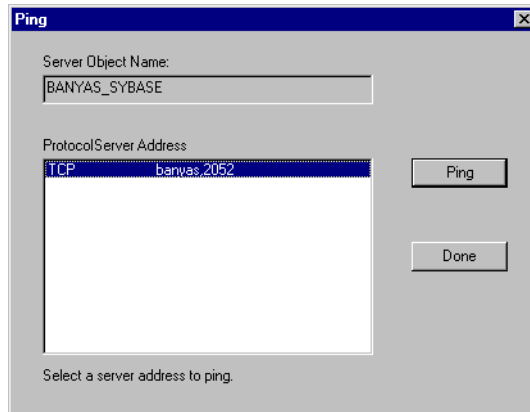 Ping
Server Object Name:
BANYAS_SYBASE
ProtocolServer Address
TCP banyas,2052
Ping
Done
Select a server address to ping.